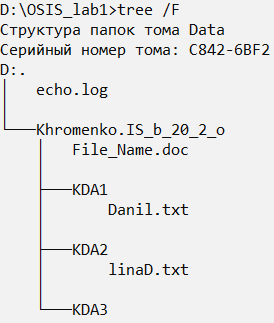 D:\OSIS_lab1>tree /F
Структура папок тома Data
Серийный номер тома: C842-6BF2
D:.
echo.log
Khromenko.IS_b_20_2_o
File_Name.doc
KDA1
Danil.txt
KDA2
linaD.txt
KDA3